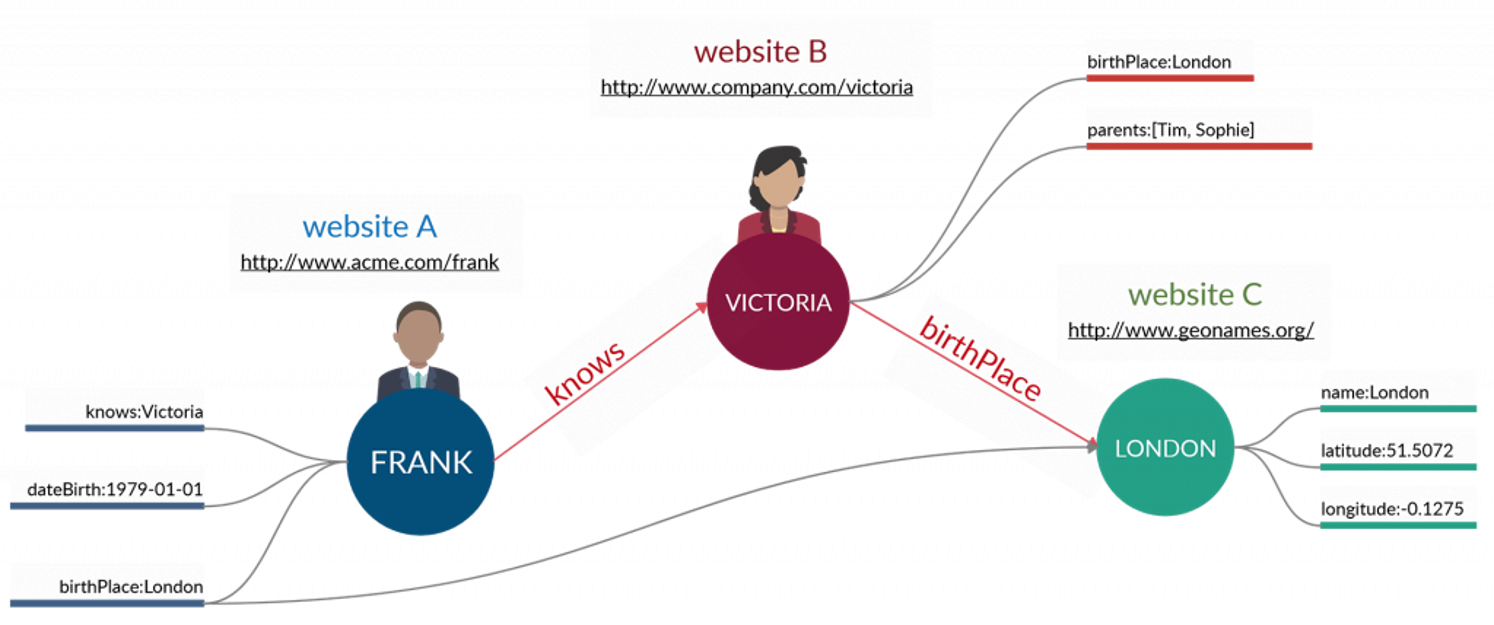 website B
http://www.company.com/victoria
birthPlace:London
parents:[Tim, Sophie]
website A
http://www.acme.com/frank
VICTORIA
website C
http://www.geonames.org/
knows
birthPlace
knows:Victoria
FRANK
dateBirth:1979-01-01
birthPlace:London
LONDON
name:London
latitude:51.5072
longitude:-0.1275